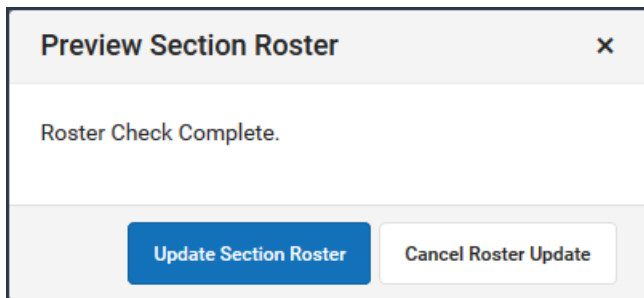 Preview Section Roster ×
Roster Check Complete.
Update Section Roster Cancel Roster Update